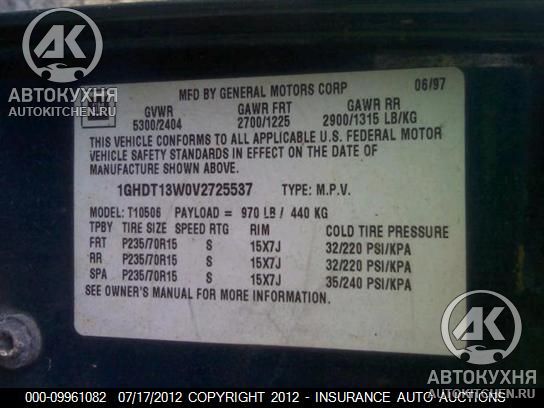 АК
АВТОКУХНЯ
AUTOKITCHEN.RU
GM
MFD BY GENERAL MOTORS CORP 06/97
GVWR GAWR FRT GAWR RR
5300/2404 2700/1225 2900/1315 LB/KG
THIS VEHICLE CONFORMS TO ALL APPLICABLE U.S. FEDERAL MOTOR
VEHICLE SAFETY STANDARDS IN EFFECT ON THE DATE OF
MANUFACTURE SHOWN ABOVE.
1GHDT13W0V2725537 TYPE: M.P.V.
MODEL: T10506 PAYLOAD = 970 LB/ 440 KG
TPBY TIRE SIZE SPEED RTG RIM COLD TIRE PRESSURE
FRT P235/70R15 S 15X7J 32/220 PSI/KPA
RR P235/70R15 S 15X7J 32/220 PSI/KPA
SPA P235/70R15 S 15X7J 35/240 PSI/KPA
SEE OWNER'S MANUAL FOR MORE INFORMATION.
АК
АВТОКУХНЯ
AUTOKITCHEN.RU
000-09961082 07/17/2012 COPYRIGHT 2012 - INSURANCE AUTO AUCTIONS